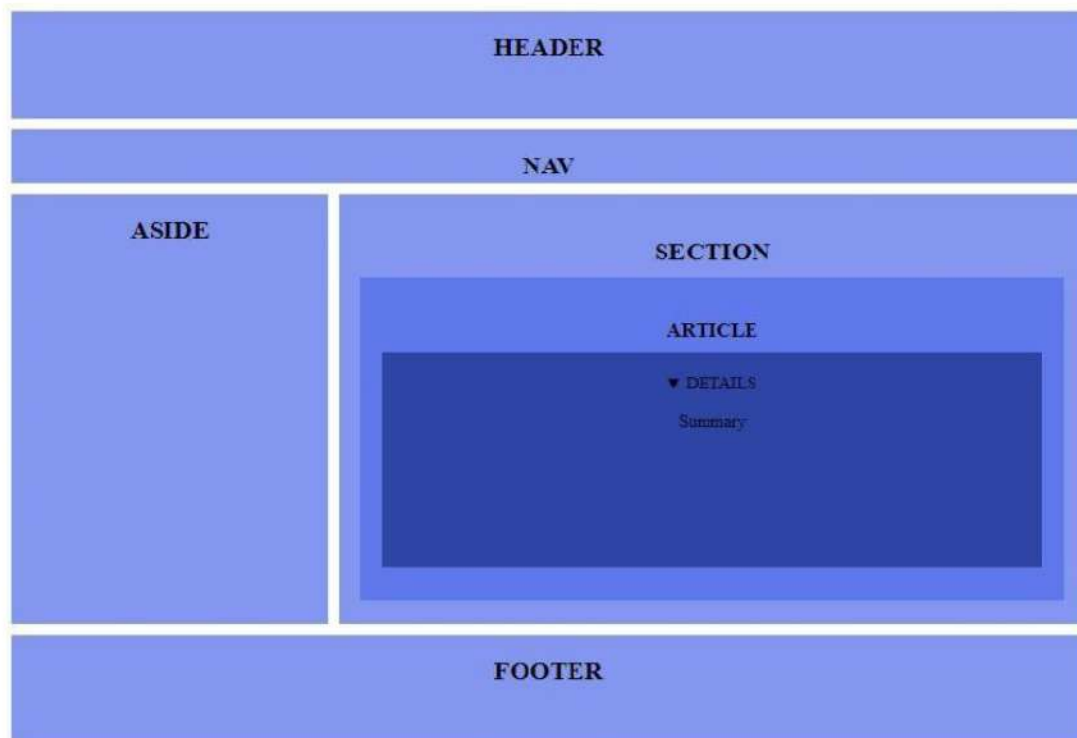 HEADER
NAV
ASIDE
SECTION
ARTICLE
▼ DETAILS
Summary
FOOTER